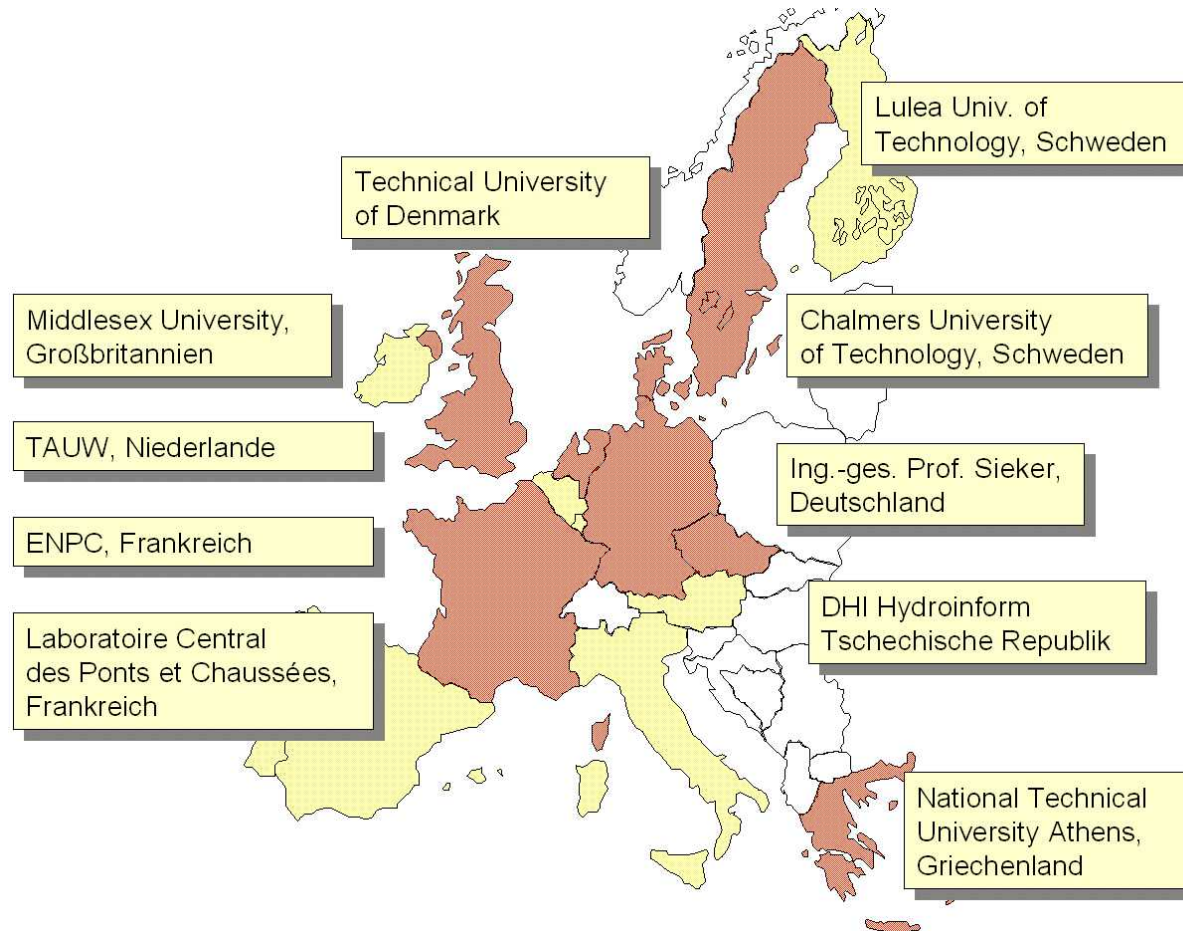 Lulea Univ. of
Technology, Schweden
Technical University
of Denmark
Middlesex University,
Großbritannien
Chalmers University
of Technology, Schweden
TAUW, Niederlande
Ing.-ges. Prof. Sieker,
Deutschland
ENPC, Frankreich
DHI Hydroinform
Tschechische Republik
Laboratoire Central
des Ponts et Chaussées,
Frankreich
National Technical
University Athens,
Griechenland